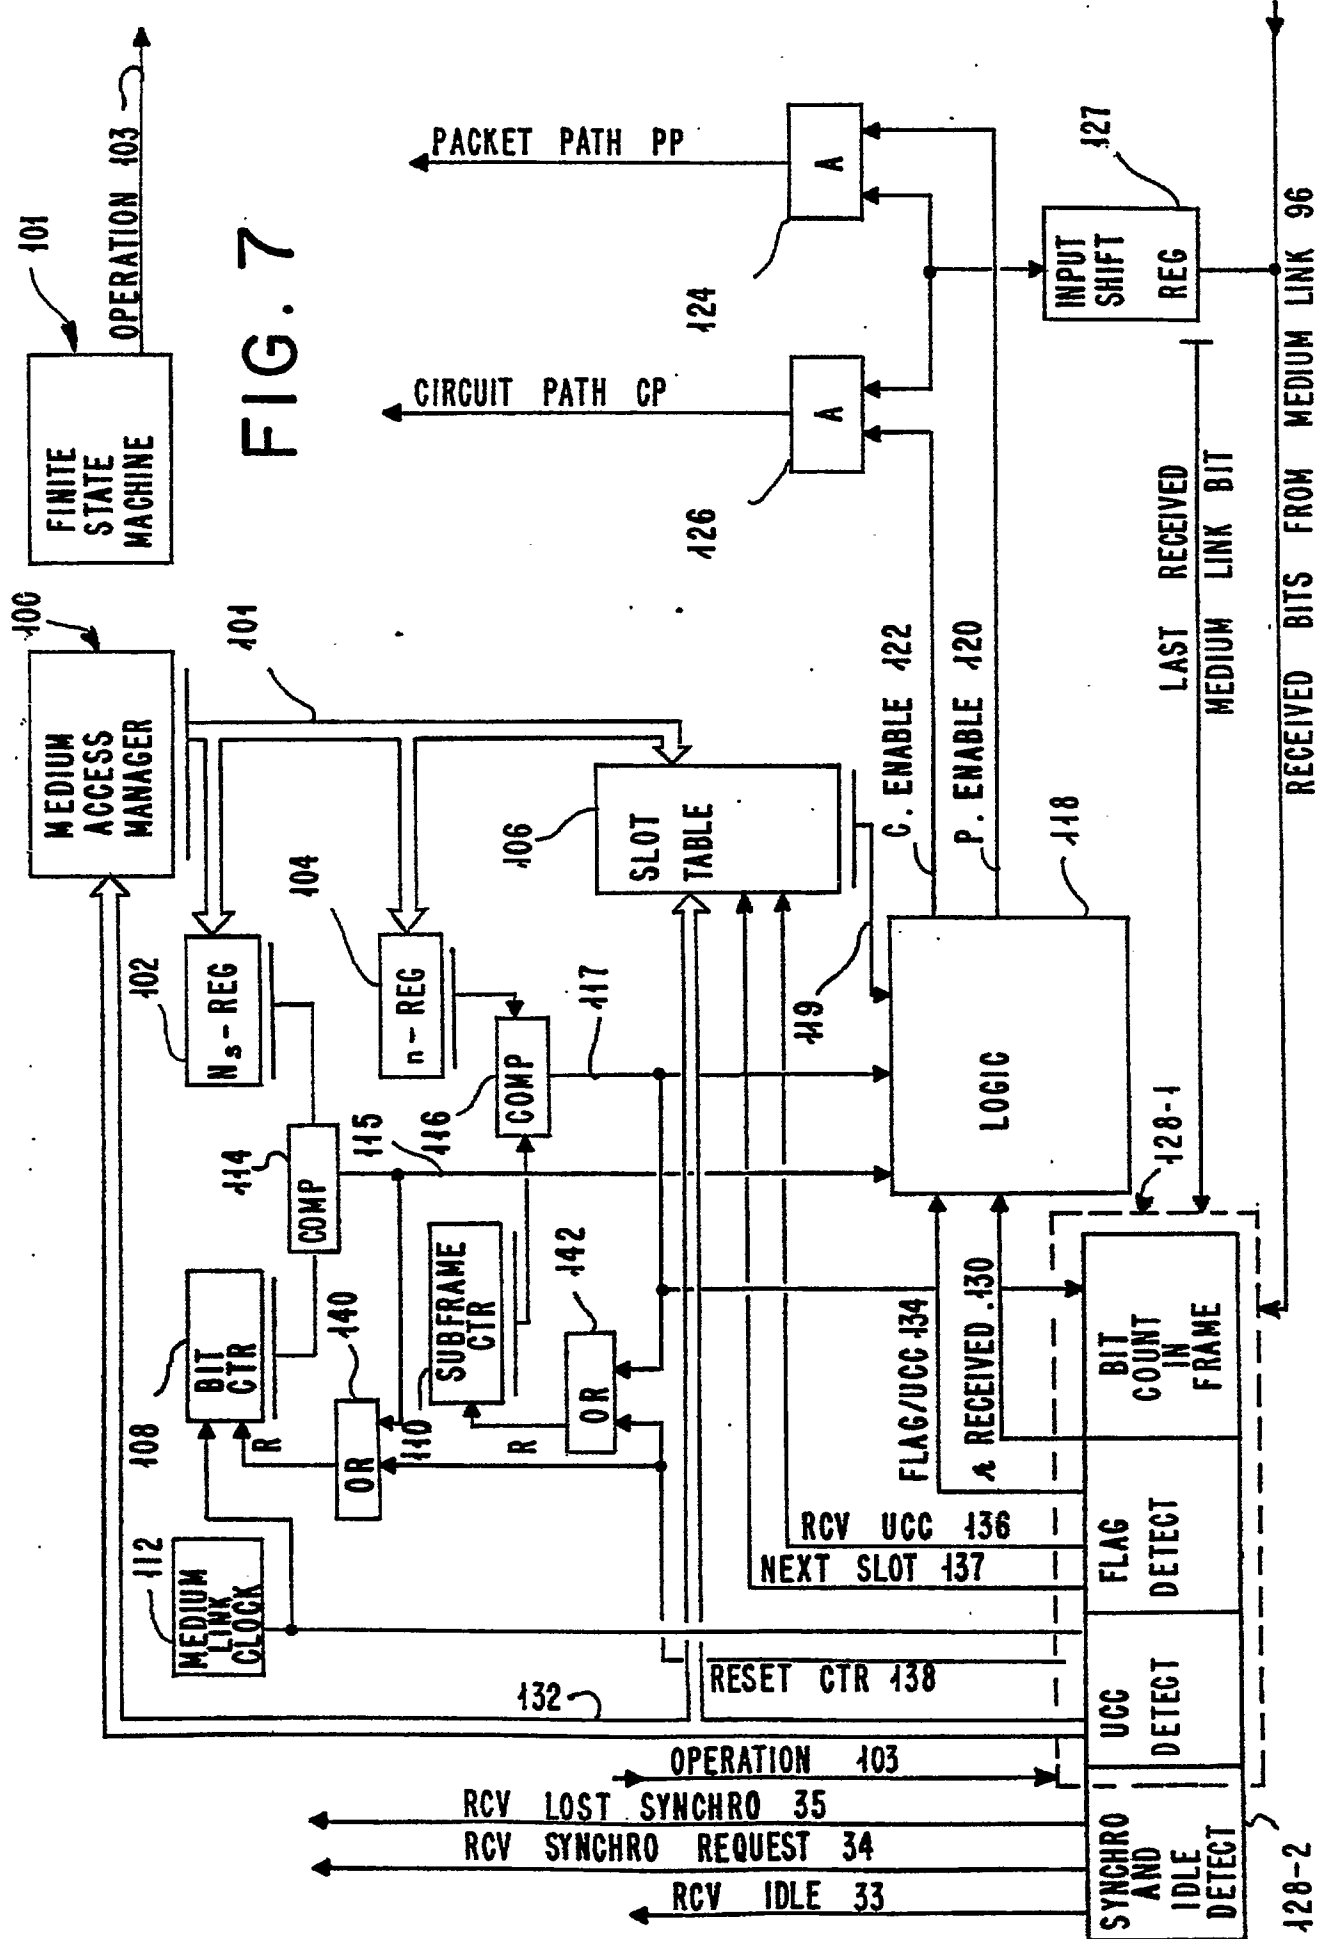 FIG. 7
100
MEDIUM
ACCESS
MANAGER
101
FINITE
STATE
MACHINE
OPERATION 103
101
102
Ns-REG
104
n-REG
106
SLOT
TABLE
112
MEDIUM
LINK
CLOCK
108
BIT
CTR
R
114
COMP
115
116
COMP
117
140
OR
110
SUBFRAME
CTR
R
142
OR
119
132
C. ENABLE 122
P. ENABLE 120
118
LOGIC
CIRCUIT PATH CP
PACKET PATH PP
126
A
124
A
127
INPUT
SHIFT
REG
RCV LOST SYNCHRO 35
RCV SYNCHRO REQUEST 34
RCV IDLE 33
OPERATION 103
RESET CTR 138
NEXT SLOT 137
RCV UCC 136
FLAG/UCC 134
n RECEIVED 130
128-1
128-2
SYNCHRO
AND
IDLE
DETECT
UCC
DETECT
FLAG
DETECT
BIT
COUNT
IN
FRAME
LAST RECEIVED
MEDIUM LINK BIT
RECEIVED BITS FROM MEDIUM LINK 96